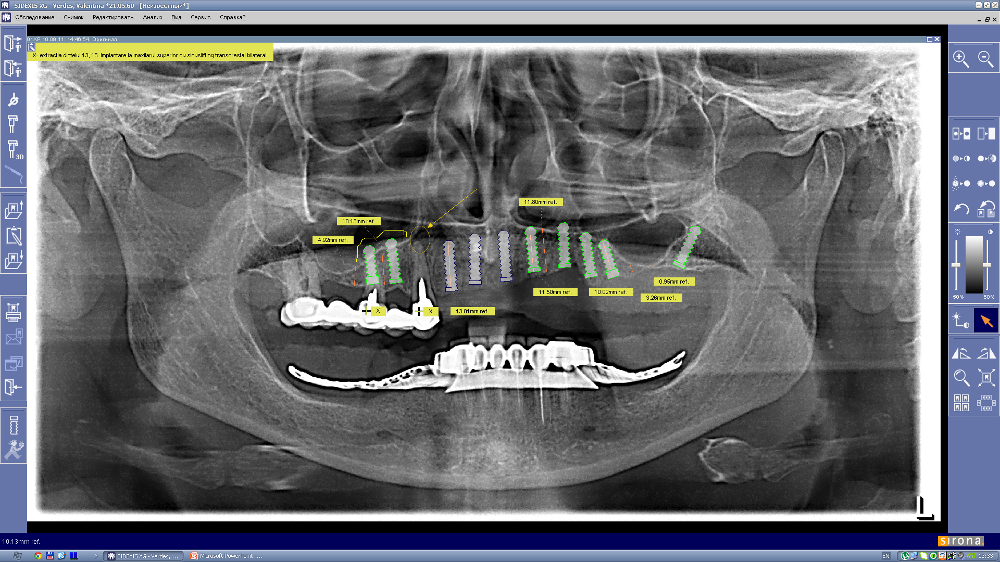 SIDEXIS XG - Verdes, Valentina *21.05.60 - [Неизвестный*]
Обследование Снимок Редактировать Анализ Вид Сервис Справка?
01XP 10.09.11: 14:46:54, Оригинал
X- extractia dintelui 13, 15. Implantare la maxilarul superior cu sinuslifting transcrestal bilateral.
3D
11.80mm ref.
10.13mm ref.
4.92mm ref.
0.95mm ref.
11.50mm ref.
10.02mm ref.
3.26mm ref.
50% 50%
X
X
13.01mm ref.
L
10.13mm ref.
sirona.
SIDEXIS XG - Verdes, ...
Microsoft PowerPoint -...
EN
13:33